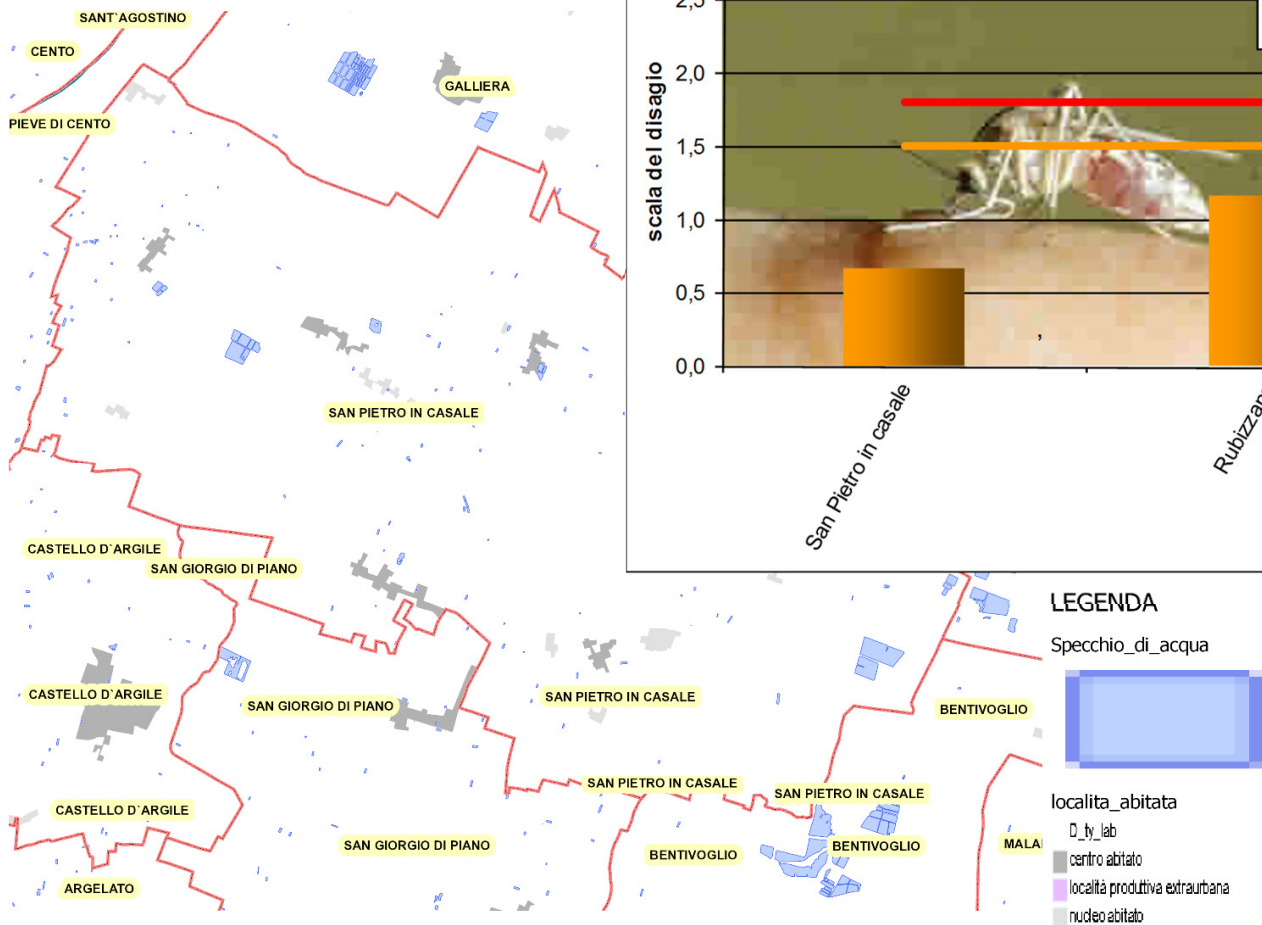 SANT`AGOSTINO
CENTO
GALLIERA
PIEVE DI CENTO
SAN PIETRO IN CASALE
CASTELLO D`ARGILE
SAN GIORGIO DI PIANO
CASTELLO D`ARGILE
SAN GIORGIO DI PIANO
SAN PIETRO IN CASALE
BENTIVOGLIO
SAN PIETRO IN CASALE
SAN PIETRO IN CASALE
CASTELLO D`ARGILE
SAN GIORGIO DI PIANO
BENTIVOGLIO
BENTIVOGLIO
ARGELATO
scala del disagio
2,5
2,0
1,5
1,0
0,5
0,0
,
San Pietro in casale
LEGENDA
Specchio_di_acqua
localita_abitata
D_ty_lab
centro abitato
località produttiva extraurbana
nucleo abitato